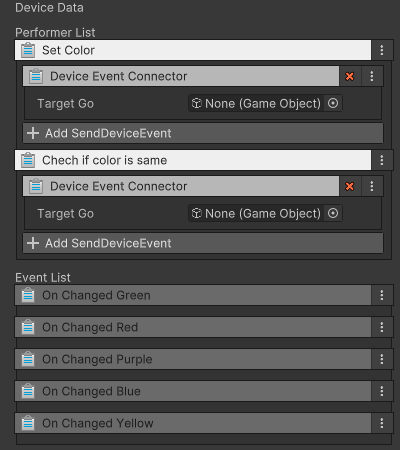 Device Data
Performer List
Set Color
Device Event Connector
Target Go None (Game Object)
Add SendDeviceEvent
Chech if color is same
Device Event Connector
Target Go None (Game Object)
Add SendDeviceEvent
Event List
On Changed Green
On Changed Red
On Changed Purple
On Changed Blue
On Changed Yellow